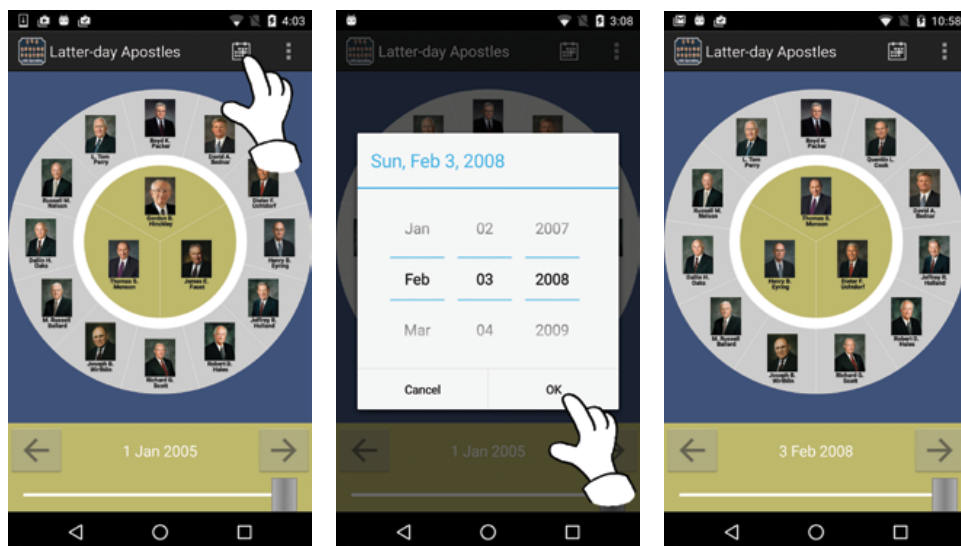 4:03
Latter-day Apostles
Boyd K.
Packer
L. Tom
Perry
David A.
Bednar
Russell M.
Nelson
Dieter F.
Uchtdorf
Gordon B.
Hinckley
Dallin H.
Oaks
Henry B.
Eyring
Thomas S.
Monson
James E.
Faust
M. Russell
Ballard
Jeffrey R.
Holland
Joseph B.
Wirthlin
Robert D.
Hales
Richard G.
Scott
1 Jan 2005
3:08
Latter-day Apostles
Sun, Feb 3, 2008
Jan 02 2007
Feb 03 2008
Mar 04 2009
Cancel OK
1 Jan 2005
10:58
Latter-day Apostles
Boyd K.
Packer
L. Tom
Perry
Quentin L.
Cook
Russell M.
Nelson
Thomas S.
Monson
David A.
Bednar
Dallin H.
Oaks
Henry B.
Eyring
Dieter F.
Uchtdorf
Jeffrey R.
Holland
M. Russell
Ballard
Robert D.
Hales
Joseph B.
Wirthlin
Richard G.
Scott
3 Feb 2008